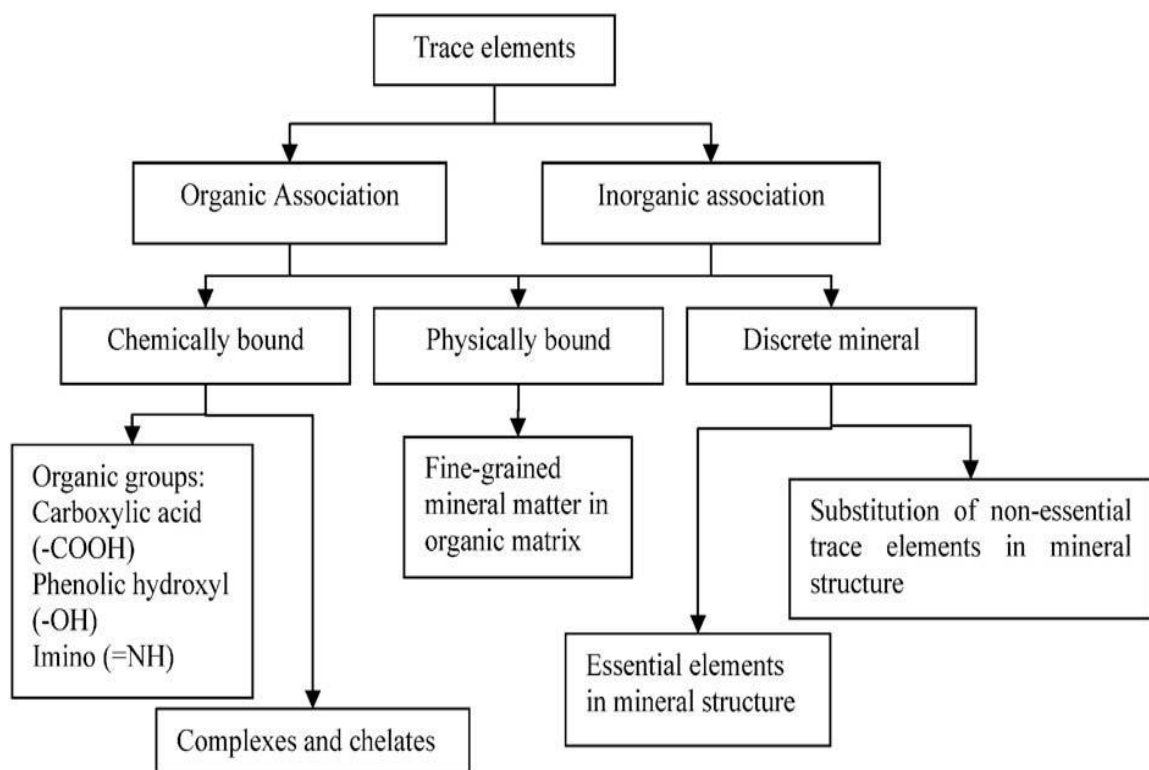 Trace elements
Organic Association
Inorganic association
Chemically bound
Physically bound
Discrete mineral
Organic groups:
Carboxylic acid
(-COOH)
Phenolic hydroxyl
(-OH)
Imino (=NH)
Fine-grained
mineral matter in
organic matrix
Substitution of non-essential
trace elements in mineral
structure
Essential elements
in mineral structure
Complexes and chelates